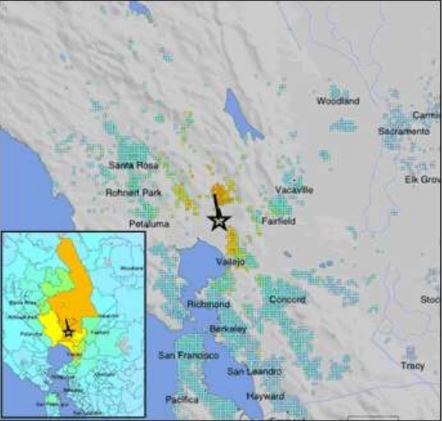 Woodland
Carmi
Sacramento
Santa Rosa
Elk Grov
Rohnert Park
Vacaville
Petaluma
Fairfield
Vallejo
Richmond
Concord
Stoc
Berkeley
San Francisco
Tracy
San Leandro
Pacifica
Hayward